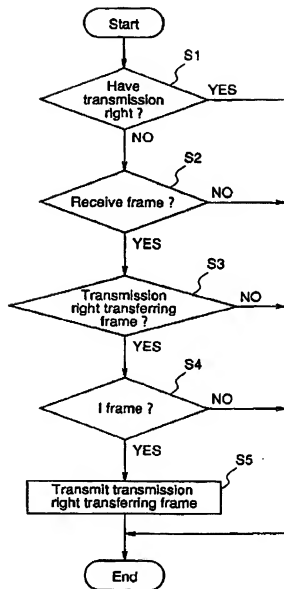 Start
S1
Have
transmission
right ?
YES
NO
S2
Receive frame ?
NO
YES
S3
Transmission
right transferring
frame ?
NO
YES
S4
I frame ?
NO
YES
S5
Transmit transmission
right transferring frame
End